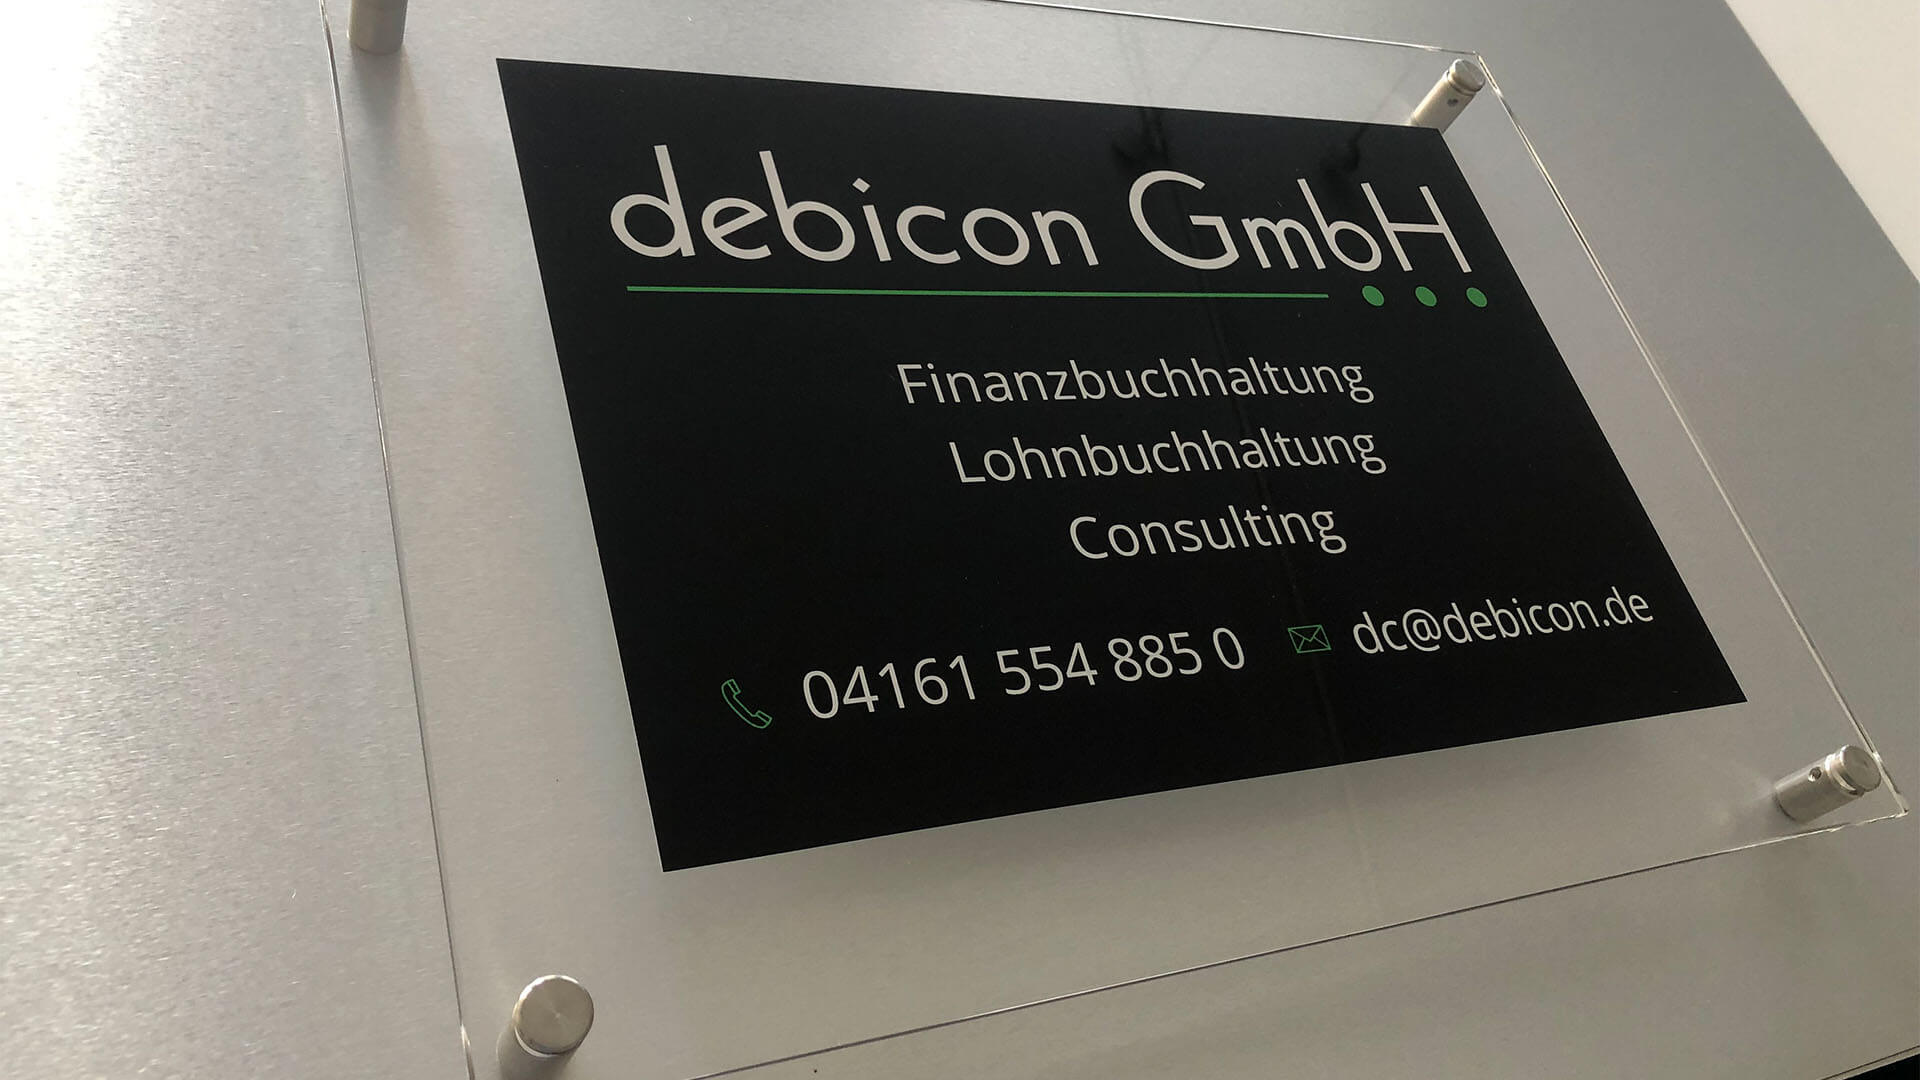 debicon GmbH
Finanzbuchhaltung
Lohnbuchhaltung
Consulting
04161 554 885 0 dc@debicon.de